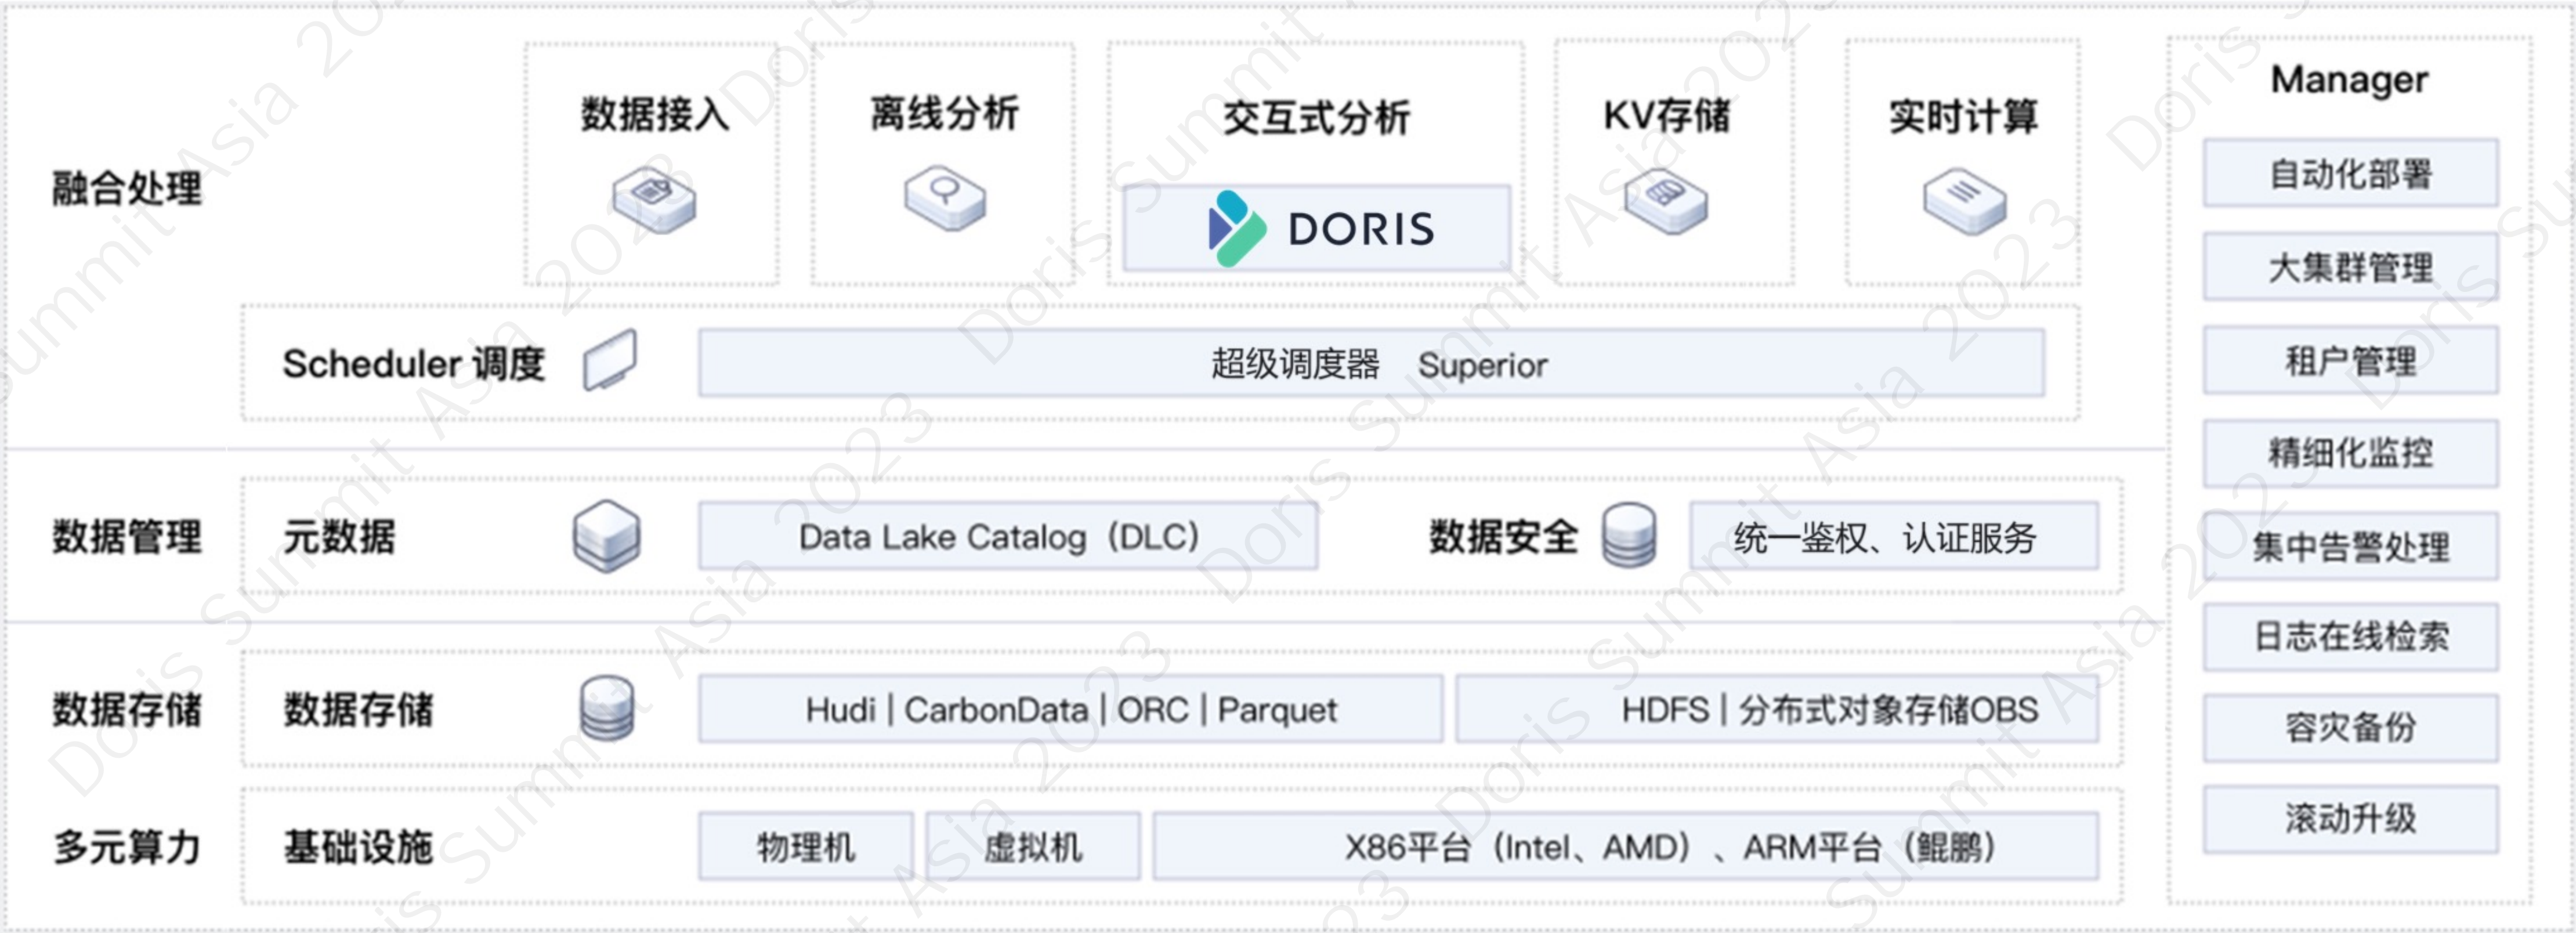 融合处理
数据接入
离线分析
交互式分析
DORIS
KV存储
实时计算
Scheduler 调度
超级调度器 Superior
数据管理
元数据
Data Lake Catalog（DLC）
数据安全
统一鉴权、认证服务
数据存储
数据存储
Hudi | CarbonData | ORC | Parquet
HDFS | 分布式对象存储OBS
多元算力
基础设施
物理机
虚拟机
X86平台（Intel、AMD）、ARM平台（鲲鹏）
Manager
自动化部署
大集群管理
租户管理
精细化监控
集中告警处理
日志在线检索
容灾备份
滚动升级
Doris Summit Asia 2023